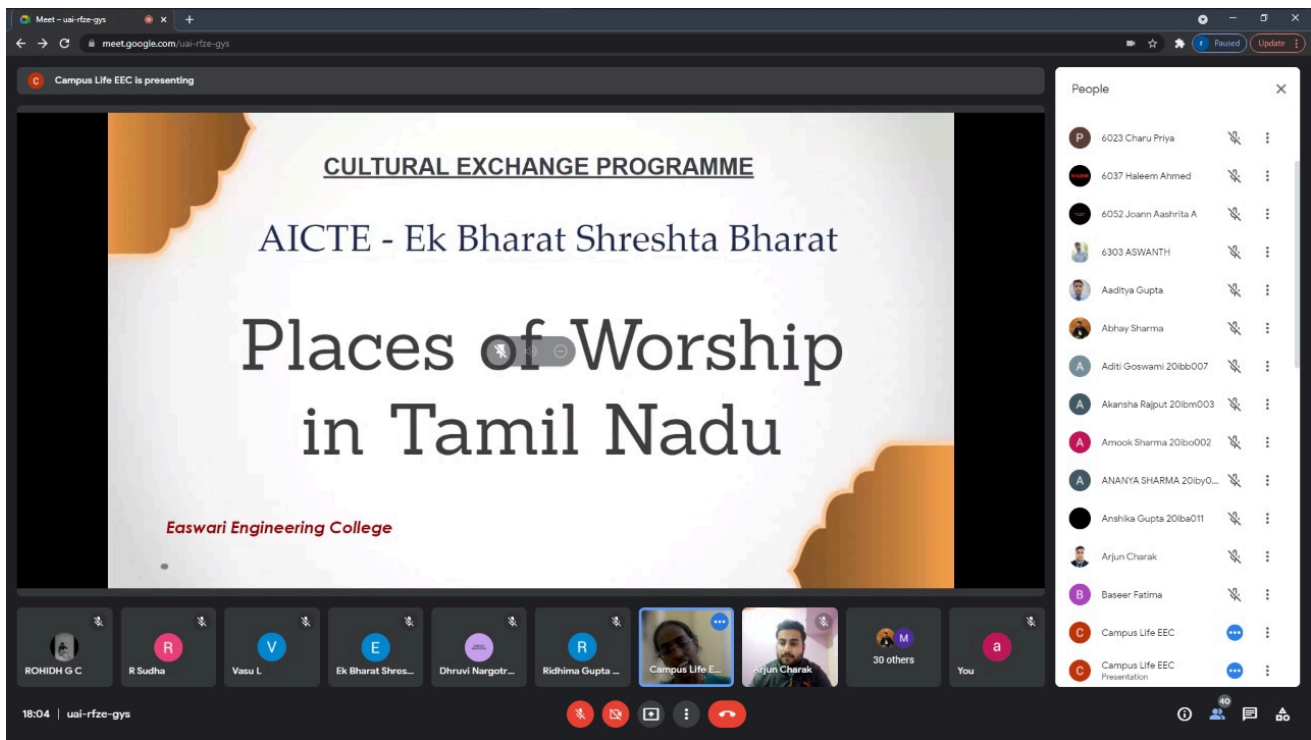 Meet – uai-rfze-gys
meet.google.com/uai-rfze-gys
Paused
Update
C
Campus Life EEC is presenting
CULTURAL EXCHANGE PROGRAMME
AICTE - Ek Bharat Shreshta Bharat
Places of Worship
in Tamil Nadu
Easwari Engineering College
People
P
6023 Charu Priya
6037 Haleem Ahmed
6052 Joann Aashrita A
6303 ASWANTH
Aaditya Gupta
Abhay Sharma
A
Aditi Goswami 20ibb007
A
Akansha Rajput 20ibm003
A
Amook Sharma 20ibo002
A
ANANYA SHARMA 20iby0...
Anshika Gupta 20iba011
Arjun Charak
B
Baseer Fatima
C
Campus Life EEC
C
Campus Life EEC
Presentation
ROHIDH G C
R
R Sudha
V
Vasu L
E
Ek Bharat Shres...
Dhruvi Nargotr...
R
Ridhima Gupta ...
Campus Life E...
Arjun Charak
M
30 others
a
You
18:04 | uai-rfze-gys
40